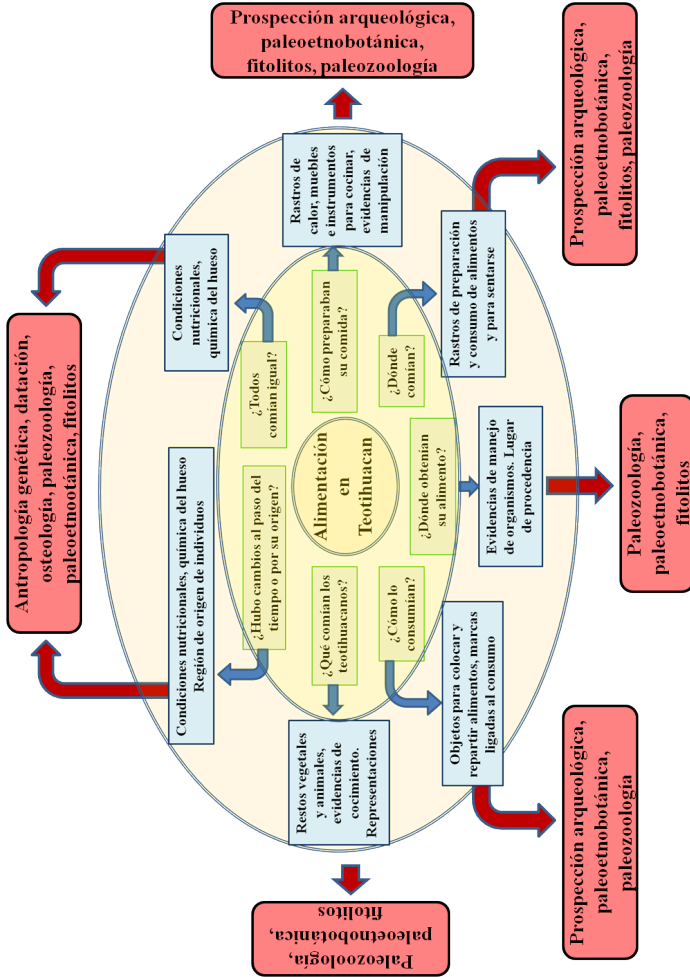 Antropología genética, datación,
osteología, paleozoología,
paleoetnootánica, fitolitos
Condiciones nutricionales, química del hueso
Región de origen de individuos
Condiciones
nutricionales,
química del hueso
¿Hubo cambios al paso del
tiempo o por su origen?
¿Todos
comían igual?
Paleozoología,
paleoetnobotánica,
fitolitos
Restos vegetales
y animales,
evidencias de
cocimiento.
Representaciones
¿Qué comían los
teotihuacanos?
Alimentación
en
Teotihuacan
¿Cómo preparaban
su comida?
Rastros de
calor, muebles
e instrumentos
para cocinar,
evidencias de
manipulación
Prospección arqueológica,
paleoetnobotánica,
fitolitos, paleozoología
¿Cómo lo
consumían?
¿Dónde obtenían
su alimento?
¿Dónde
comían?
Objetos para colocar y
repartir alimentos, marcas
ligadas al consumo
Evidencias de manejo
de organismos. Lugar
de procedencia
Rastros de preparación
y consumo de alimentos
y para sentarse
Prospección arqueológica,
paleoetnobotánica,
paleozoología
Paleozoología,
paleoetnobotánica,
fitolitos
Prospección arqueológica,
paleoetnobotánica,
fitolitos, paleozoología